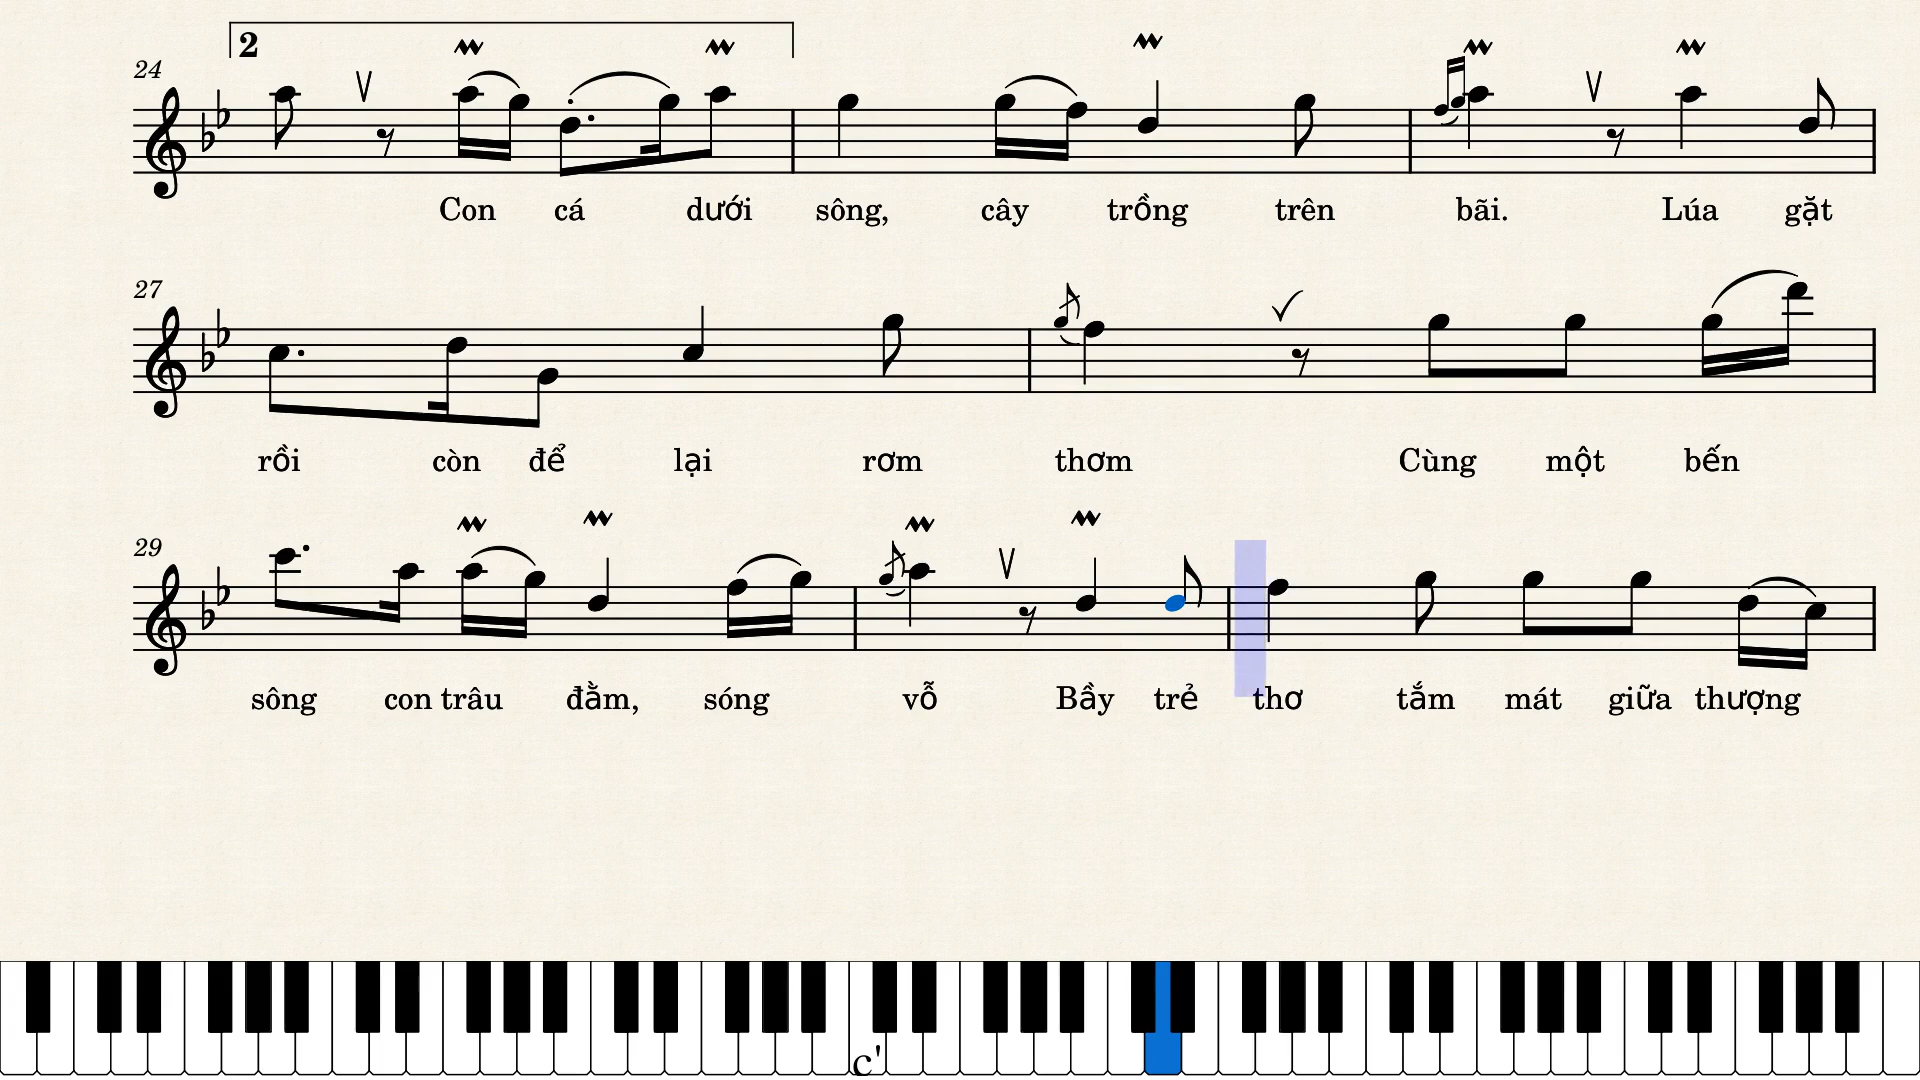 2
24
Con cá dưới sông, cây trồng trên bãi. Lúa gặt
27
rồi còn để lại rơm thơm Cùng một bến
29
sông con trâu đằm, sóng vỗ Bầy trẻ thơ tắm mát giữa thượng
c'